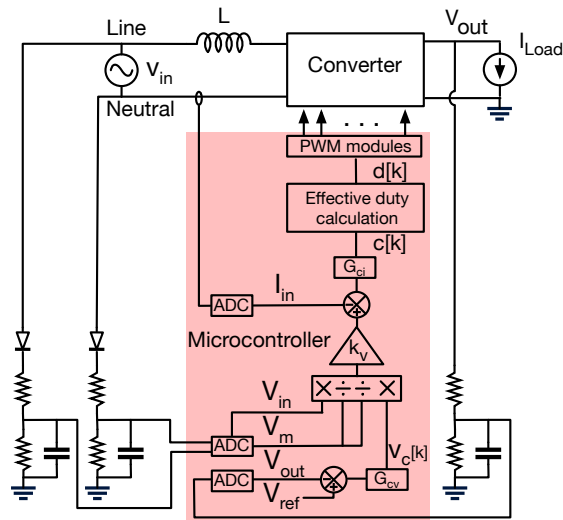 Line
L
V_out
I_Load
v_in
Converter
Neutral
. . .
PWM modules
d[k]
Effective duty
calculation
c[k]
G_ci
I_in
ADC
Microcontroller
k_v
V_in
× ÷ ÷ ×
V_m
ADC
V_out
V_c[k]
ADC
G_cv
V_ref